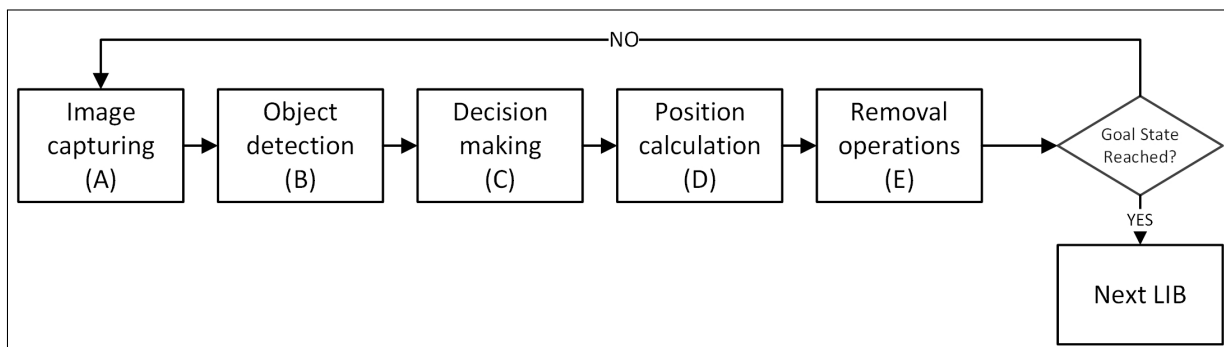 NO
Image
capturing
(A)
Object
detection
(B)
Decision
making
(C)
Position
calculation
(D)
Removal
operations
(E)
Goal State
Reached?
YES
Next LIB